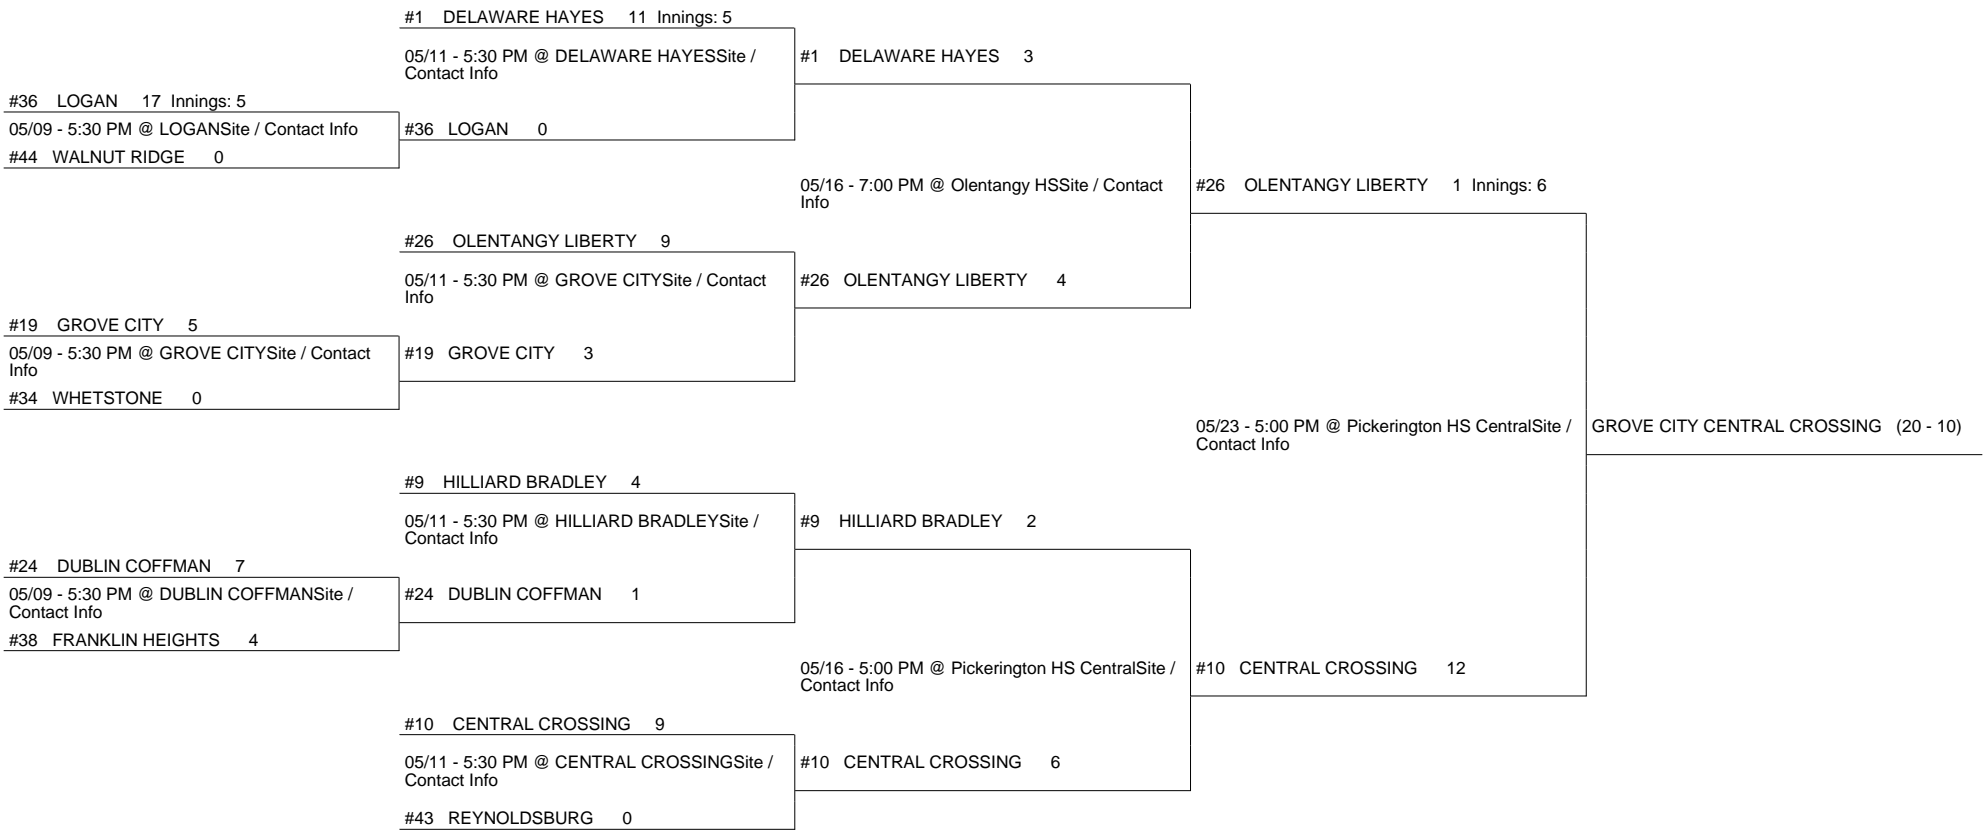 #1 DELAWARE HAYES 11 Innings: 5
05/11 - 5:30 PM @ DELAWARE HAYESSite /
Contact Info
#1 DELAWARE HAYES 3
#36 LOGAN 17 Innings: 5
05/09 - 5:30 PM @ LOGANSite / Contact Info
#44 WALNUT RIDGE 0
#36 LOGAN 0
05/16 - 7:00 PM @ Olentangy HSSite / Contact
Info
#26 OLENTANGY LIBERTY 1 Innings: 6
#26 OLENTANGY LIBERTY 9
05/11 - 5:30 PM @ GROVE CITYSite / Contact
Info
#26 OLENTANGY LIBERTY 4
#19 GROVE CITY 5
05/09 - 5:30 PM @ GROVE CITYSite / Contact
Info
#34 WHETSTONE 0
#19 GROVE CITY 3
05/23 - 5:00 PM @ Pickerington HS CentralSite /
Contact Info
GROVE CITY CENTRAL CROSSING (20 - 10)
#9 HILLIARD BRADLEY 4
05/11 - 5:30 PM @ HILLIARD BRADLEYSite /
Contact Info
#9 HILLIARD BRADLEY 2
#24 DUBLIN COFFMAN 7
05/09 - 5:30 PM @ DUBLIN COFFMANSite /
Contact Info
#38 FRANKLIN HEIGHTS 4
#24 DUBLIN COFFMAN 1
05/16 - 5:00 PM @ Pickerington HS CentralSite /
Contact Info
#10 CENTRAL CROSSING 12
#10 CENTRAL CROSSING 9
05/11 - 5:30 PM @ CENTRAL CROSSINGSite /
Contact Info
#10 CENTRAL CROSSING 6
#43 REYNOLDSBURG 0